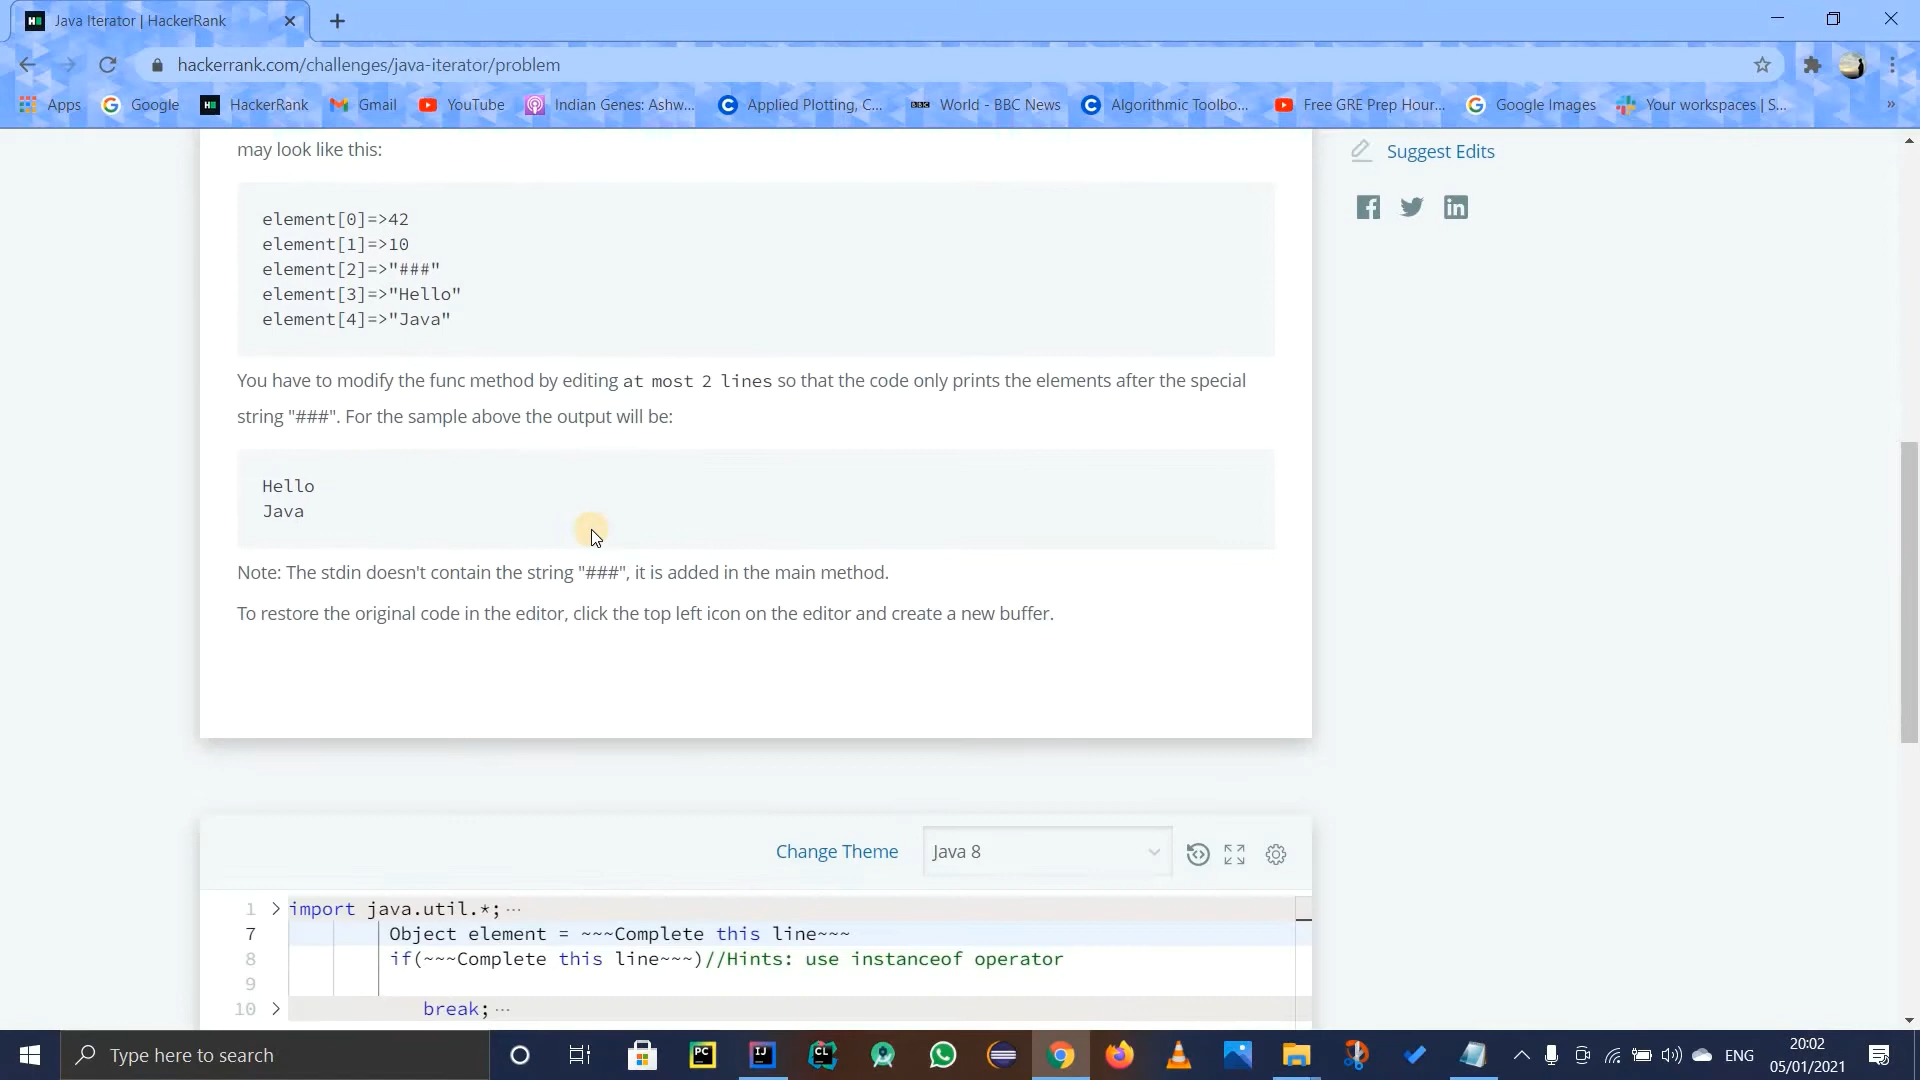 Java Iterator | HackerRank
hackerrank.com/challenges/java-iterator/problem
Apps Google HackerRank Gmail YouTube Indian Genes: Ashw... Applied Plotting, C... World - BBC News Algorithmic Toolbo... Free GRE Prep Hour... Google Images Your workspaces | S... »
may look like this:
element[0]=>42
element[1]=>10
element[2]=>"###"
element[3]=>"Hello"
element[4]=>"Java"
You have to modify the func method by editing at most 2 lines so that the code only prints the elements after the special
string "###". For the sample above the output will be:
Hello
Java
Note: The stdin doesn't contain the string "###", it is added in the main method.
To restore the original code in the editor, click the top left icon on the editor and create a new buffer.
Suggest Edits
Change Theme Java 8
1 import java.util.*; ...
7 Object element = ~~~Complete this line~~~
8 if(~~~Complete this line~~~)//Hints: use instanceof operator
9
10 break; ...
Type here to search
ENG
20:02
05/01/2021